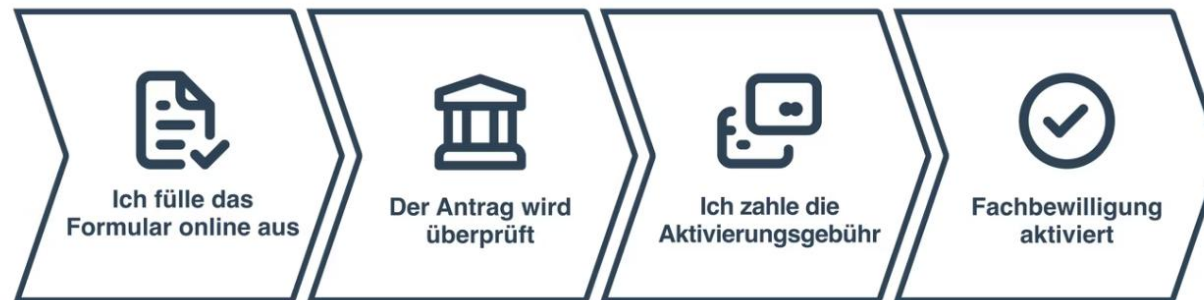 Ich fülle das
Formular online aus
Der Antrag wird
überprüft
Ich zahle die
Aktivierungsgebühr
Fachbewilligung
aktiviert